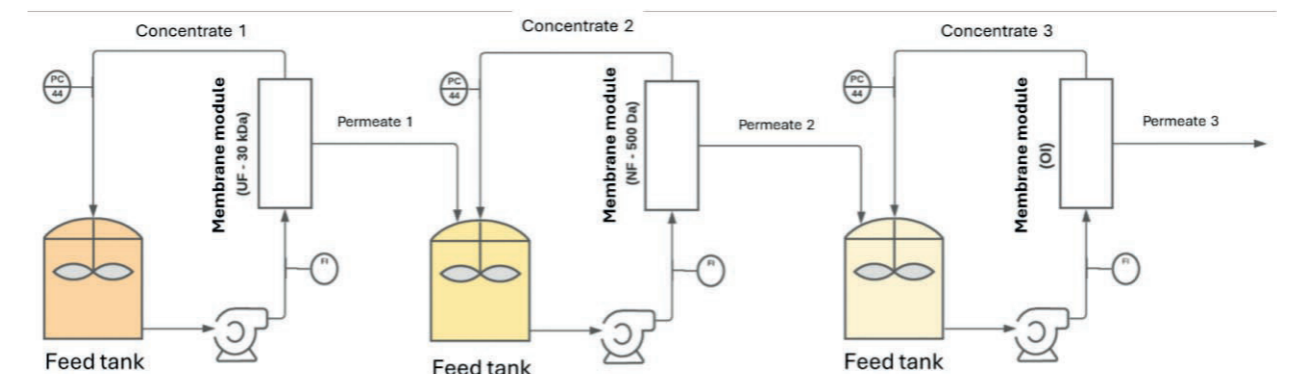 Concentrate 1
Concentrate 2
Concentrate 3
PC
44
PC
44
PC
44
Membrane module
(UF - 30 kDa)
Permeate 1
Membrane module
(NF - 500 Da)
Permeate 2
Membrane module
(OI)
Permeate 3
FI
FI
FI
Feed tank
Feed tank
Feed tank